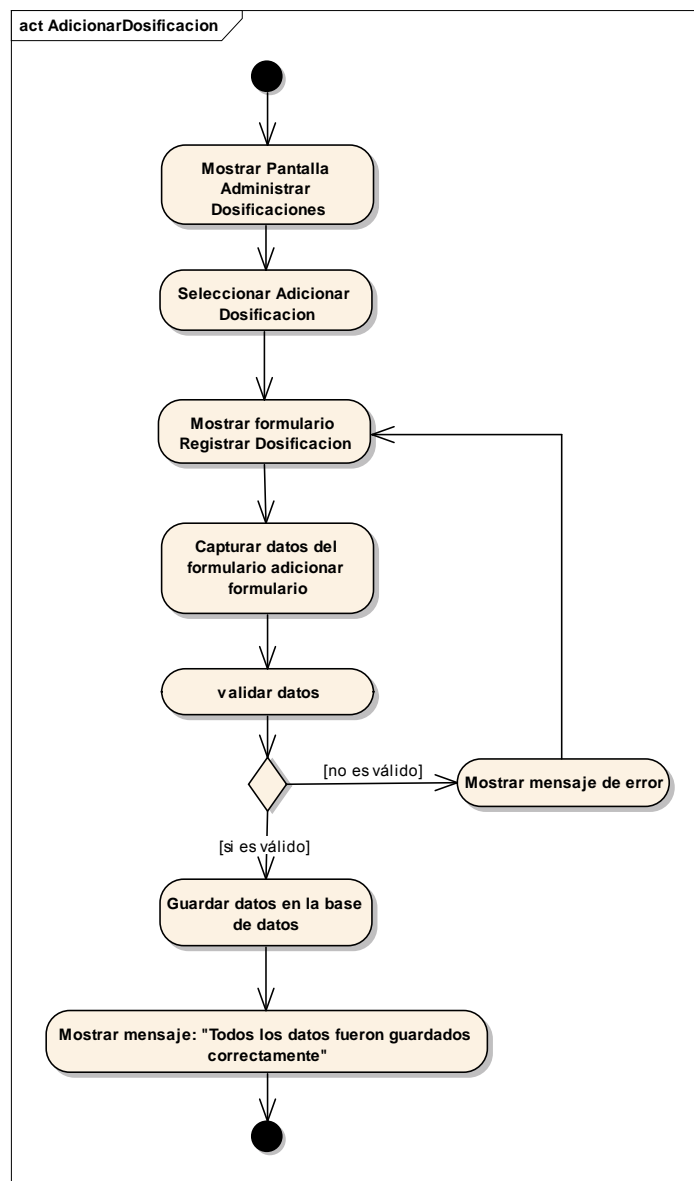 act AdicionarDosificacion
Mostrar Pantalla
Administrar
Dosificaciones
Seleccionar Adicionar
Dosificacion
Mostrar formulario
Registrar Dosificacion
Capturar datos del
formulario adicionar
formulario
validar datos
[no es válido]
Mostrar mensaje de error
[si es válido]
Guardar datos en la base
de datos
Mostrar mensaje: "Todos los datos fueron guardados
correctamente"